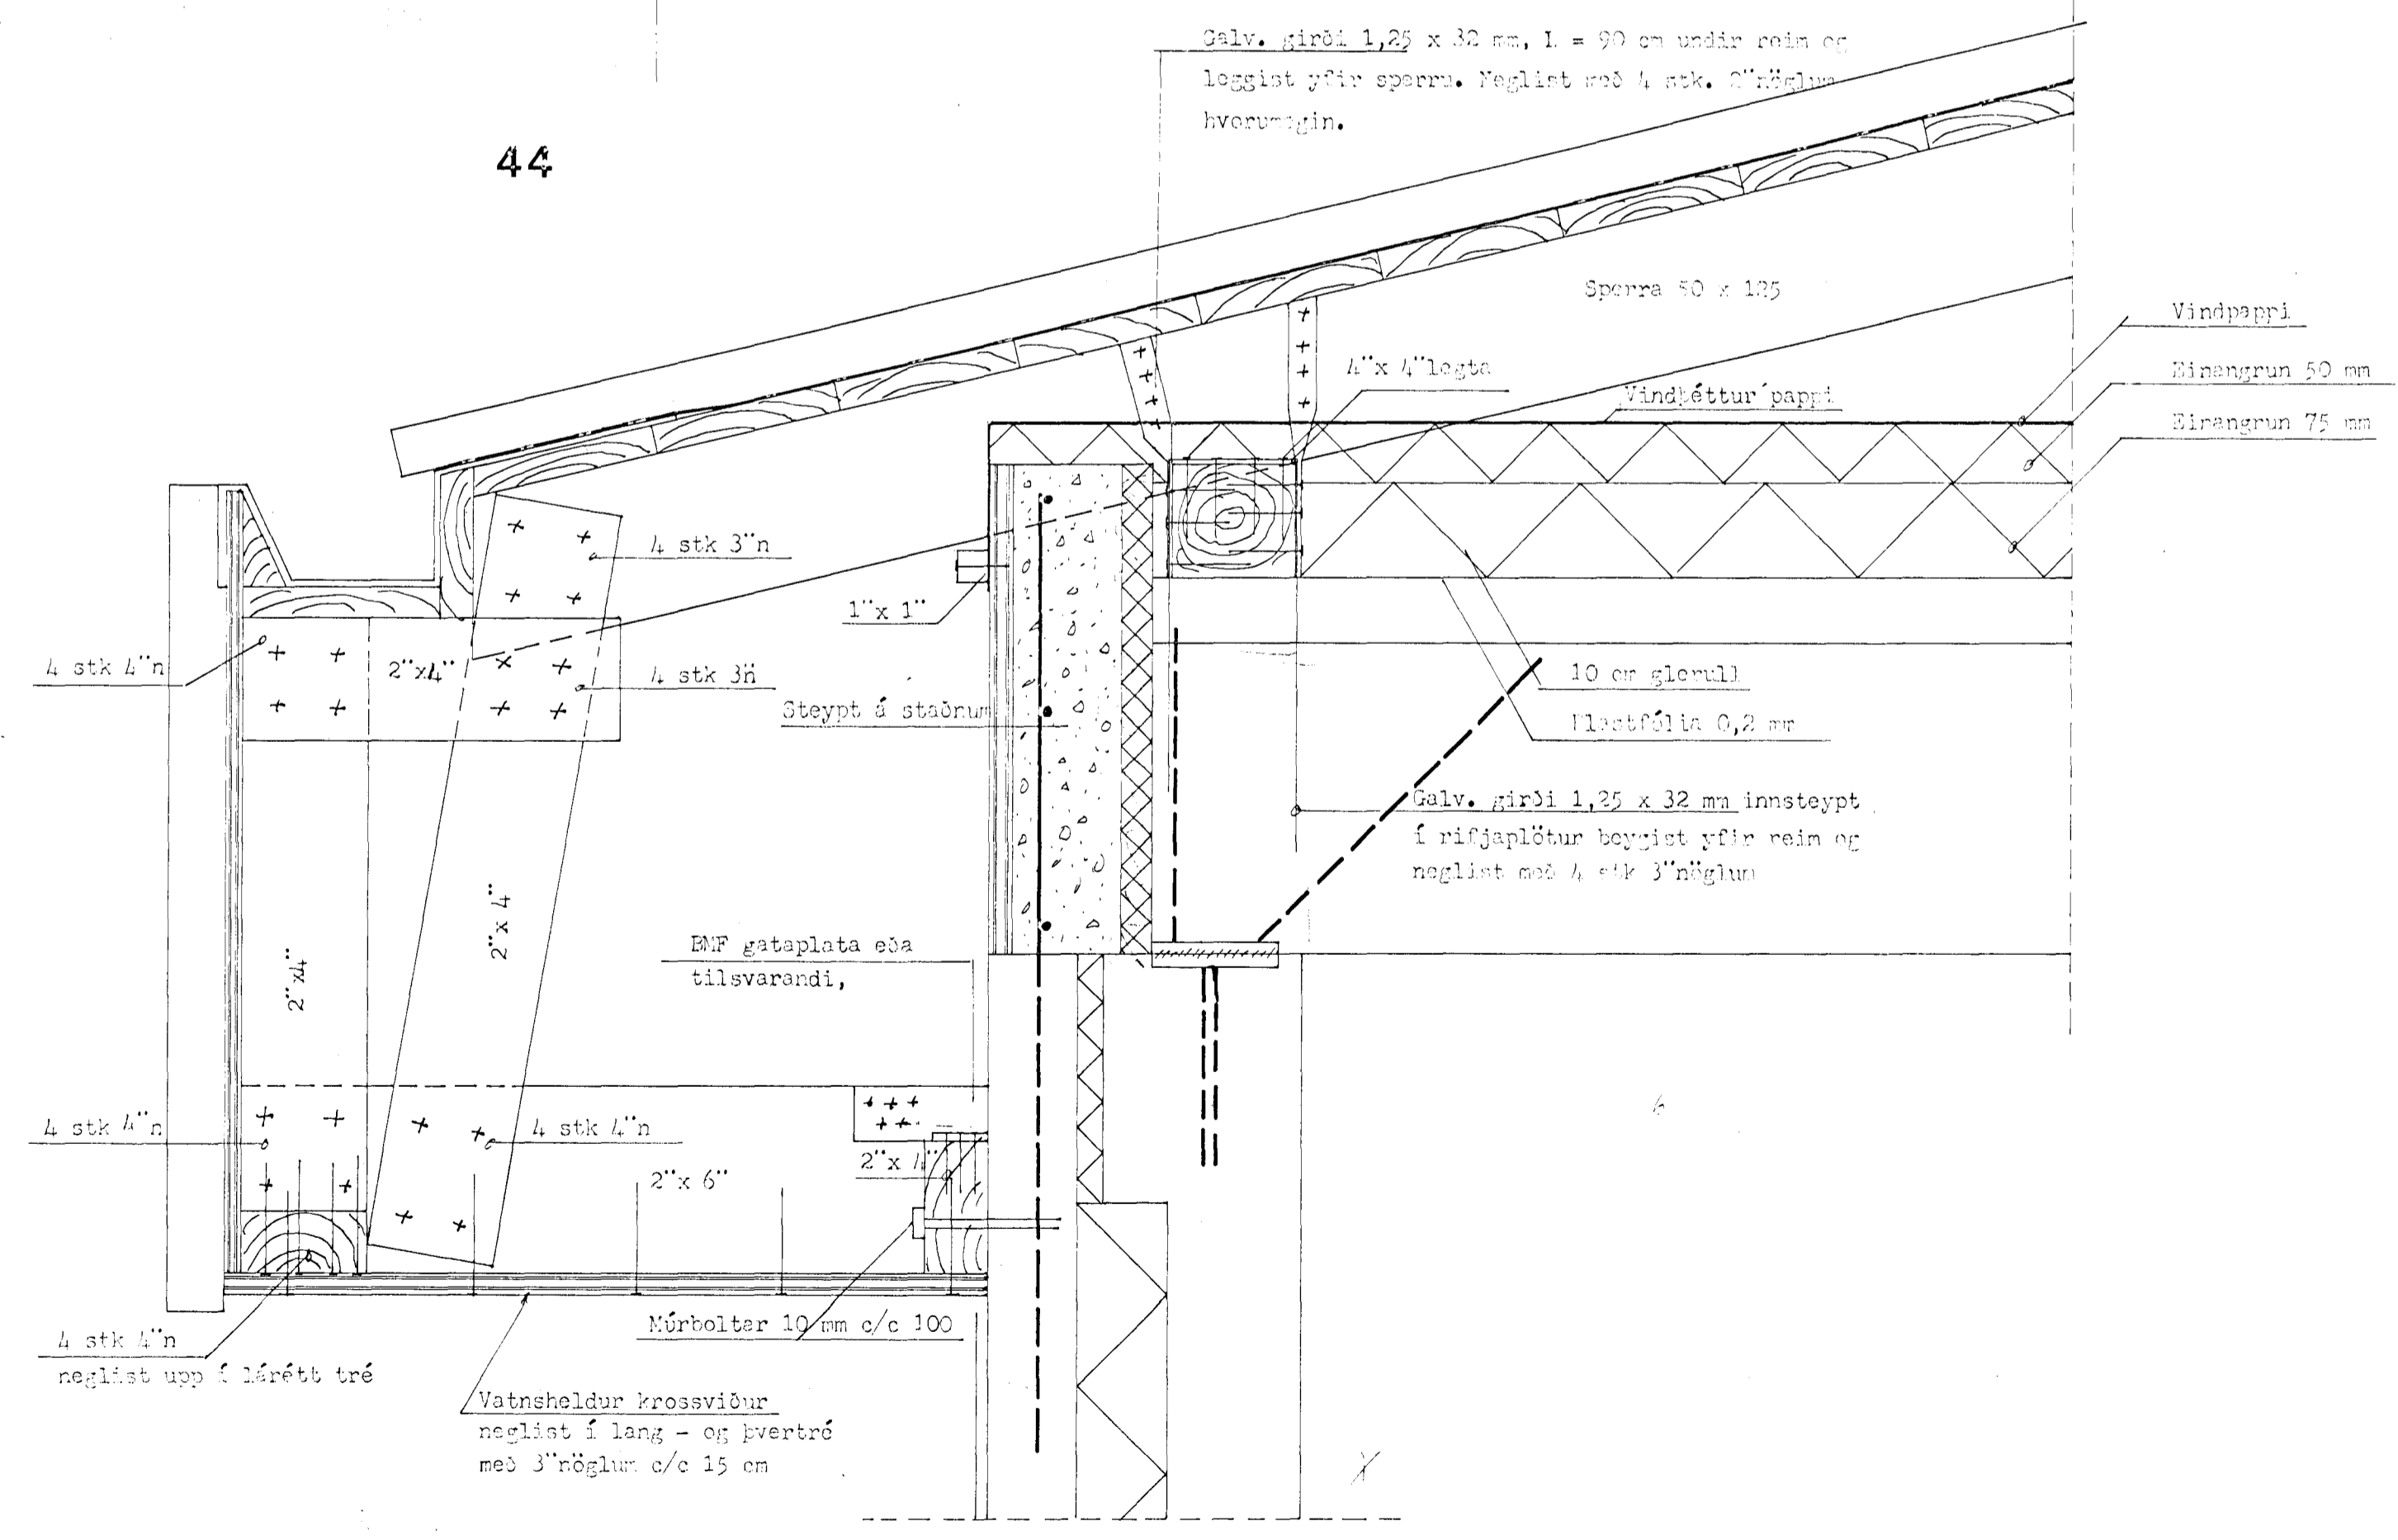 Galv. girði 1,25 x 32 mm, L = 90 cm undir reim og
leggist yfir sperru. Neglist með 4 stk. 2"nöglum
hvorumegin.
44
Sperra 50 x 125
Vindpappi
4"x 4"legta
Einangrun 50 mm
Vindþéttur pappi
Einangrun 75 mm
4 stk 3"n
1"x 1"
4 stk 4"n
2"x4"
4 stk 3"n
10 cm glerull
Steypt á staðnum
Plastfólía 0,2 mm
Galv. girði 1,25 x 32 mm innsteypt
í rifjaplötur beygist yfir reim og
neglist með 4 stk 3"nöglum
2"x 4"
2"x4"
BMF gataplata eða
tilsvarandi,
4 stk 4"n
4 stk 4"n
2"x 4"
2"x 6"
Múrboltar 10 mm c/c 100
4 stk 4"n
neglist upp í lárétt tré
Vatnsheldur krossviður
neglist í lang - og þvertré
með 3"nöglum c/c 15 cm